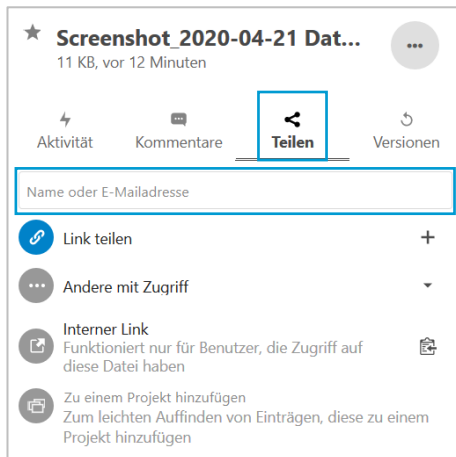 Screenshot_2020-04-21 Dat...
11 KB, vor 12 Minuten
Aktivität Kommentare Teilen Versionen
Name oder E-Mailadresse
Link teilen
Andere mit Zugriff
Interner Link
Funktioniert nur für Benutzer, die Zugriff auf
diese Datei haben
Zu einem Projekt hinzufügen
Zum leichten Auffinden von Einträgen, diese zu einem
Projekt hinzufügen